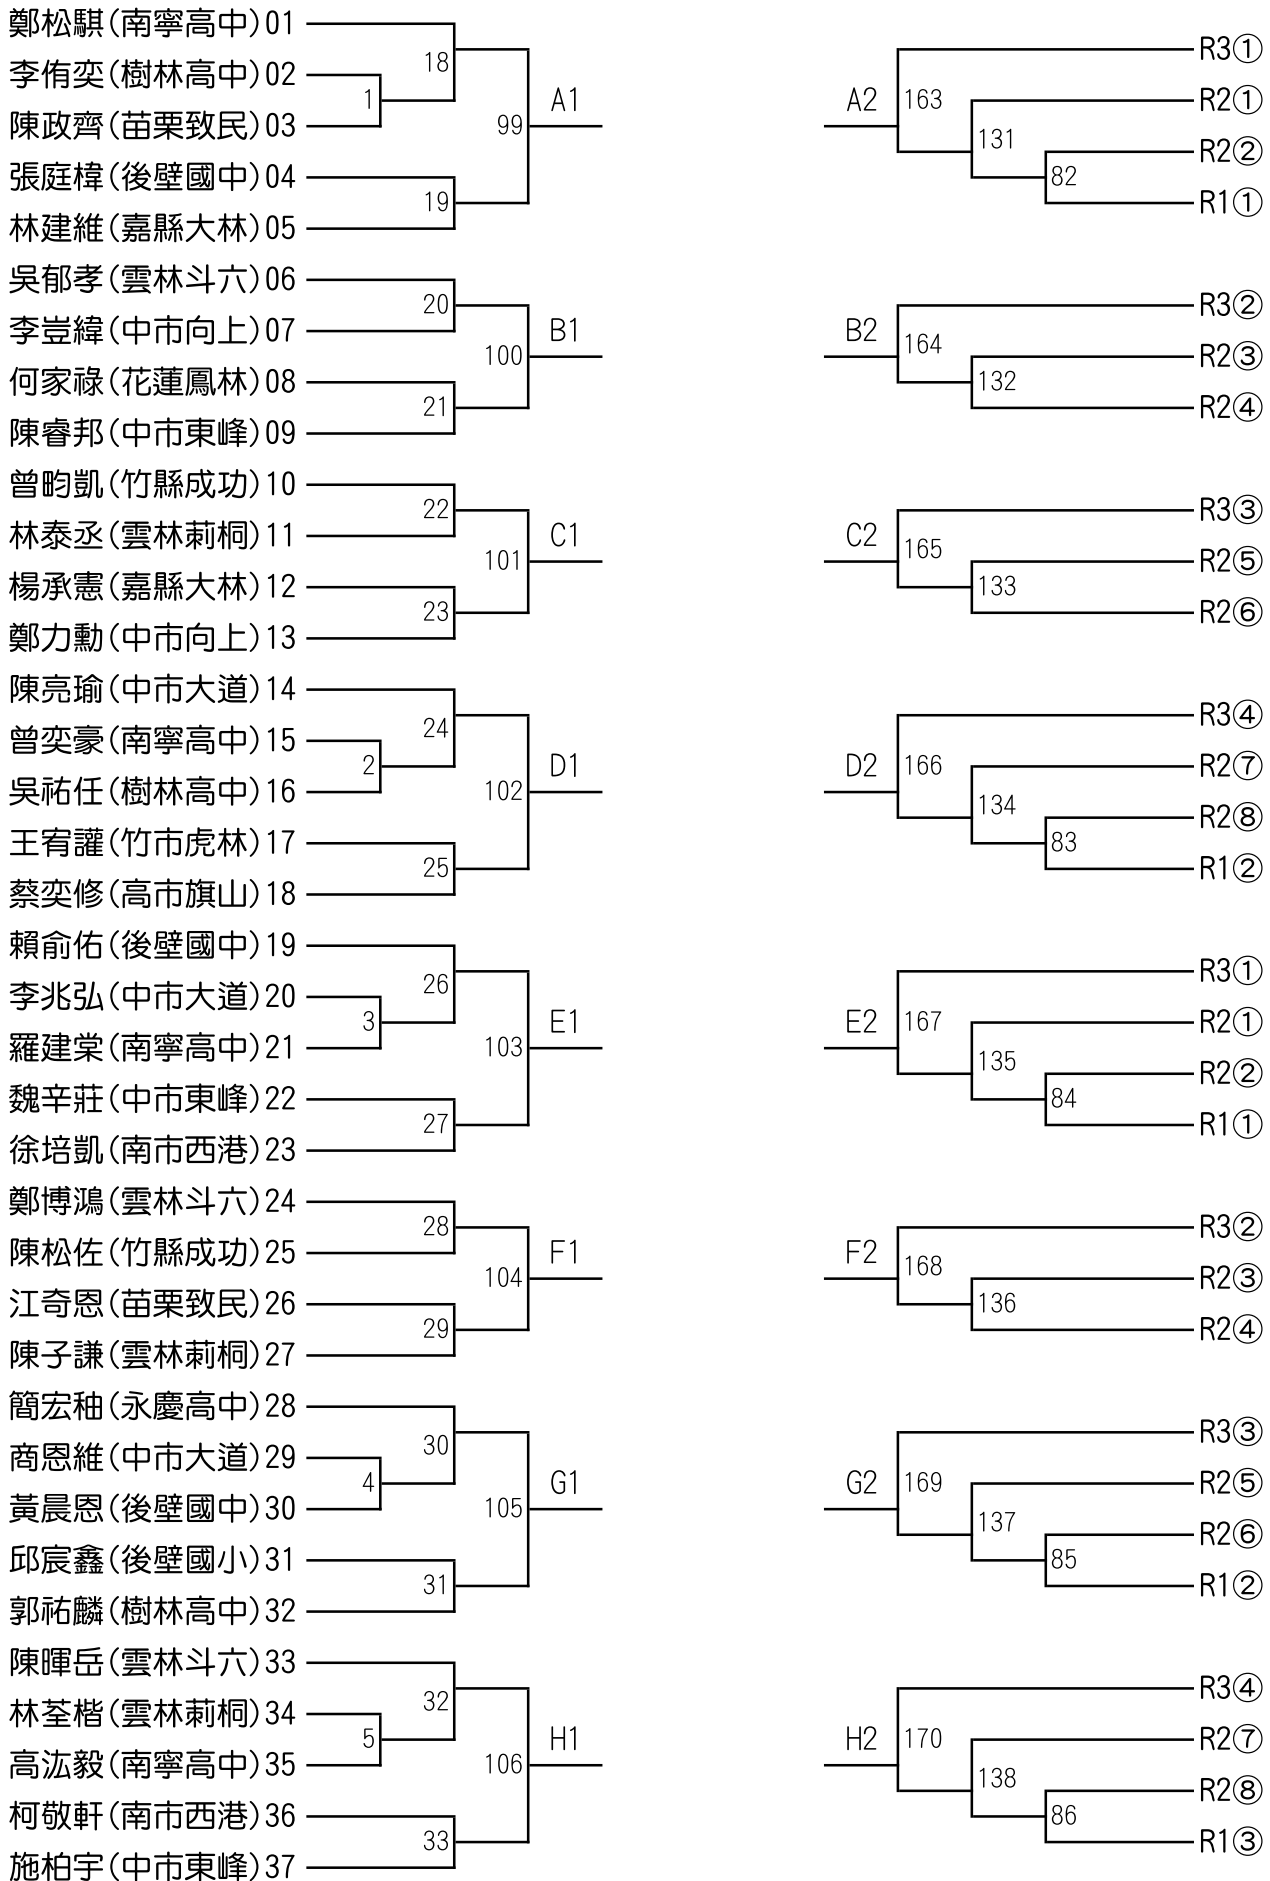 鄭松騏(南寧高中)01
李侑奕(樹林高中)02
陳政齊(苗栗致民)03
張庭樟(後壁國中)04
林建維(嘉縣大林)05
吳郁孝(雲林斗六)06
李豈緯(中市向上)07
何家祿(花蓮鳳林)08
陳睿邦(中市東峰)09
曾畇凱(竹縣成功)10
林泰丞(雲林莿桐)11
楊承憲(嘉縣大林)12
鄭力勳(中市向上)13
陳亮瑜(中市大道)14
曾奕豪(南寧高中)15
吳祐任(樹林高中)16
王宥讙(竹市虎林)17
蔡奕修(高市旗山)18
賴俞佑(後壁國中)19
李兆弘(中市大道)20
羅建棠(南寧高中)21
魏辛莊(中市東峰)22
徐培凱(南市西港)23
鄭博鴻(雲林斗六)24
陳松佐(竹縣成功)25
江奇恩(苗栗致民)26
陳子謙(雲林莿桐)27
簡宏秞(永慶高中)28
商恩維(中市大道)29
黃晨恩(後壁國中)30
邱宸鑫(後壁國小)31
郭祐麟(樹林高中)32
陳暉岳(雲林斗六)33
林荃楷(雲林莿桐)34
高汯毅(南寧高中)35
柯敬軒(南市西港)36
施柏宇(中市東峰)37
1
2
3
4
5
18
19
20
21
22
23
24
25
26
27
28
29
30
31
32
33
99
100
101
102
103
104
105
106
A1
B1
C1
D1
E1
F1
G1
H1
A2
B2
C2
D2
E2
F2
G2
H2
163
164
165
166
167
168
169
170
131
132
133
134
135
136
137
138
82
83
84
85
86
R3①
R2①
R2②
R1①
R3②
R2③
R2④
R3③
R2⑤
R2⑥
R3④
R2⑦
R2⑧
R1②
R3①
R2①
R2②
R1①
R3②
R2③
R2④
R3③
R2⑤
R2⑥
R1②
R3④
R2⑦
R2⑧
R1③